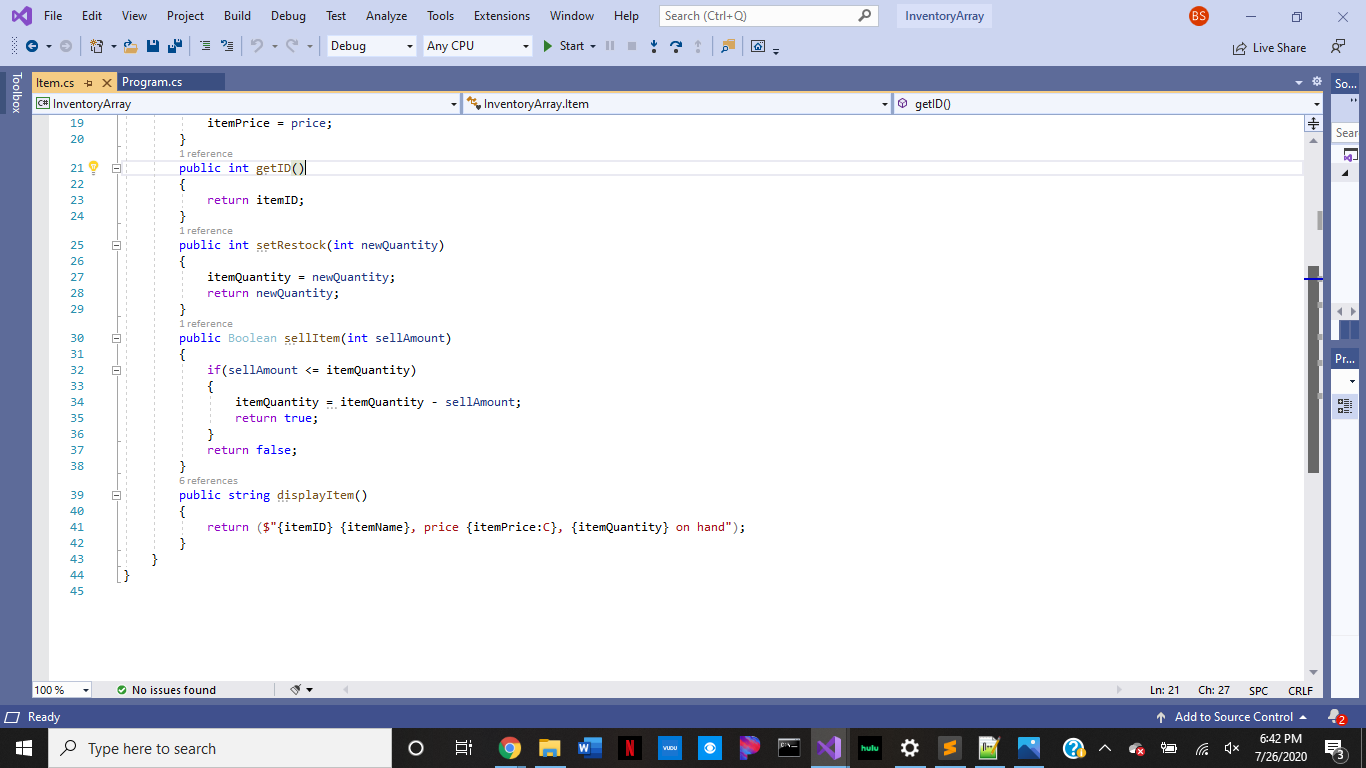 File Edit View Project Build Debug Test Analyze Tools Extensions Window Help Search (Ctrl+Q) InventoryArray BS
Debug Any CPU Start Live Share
Toolbox
Item.cs Program.cs
So...
C# InventoryArray InventoryArray.Item getID()
Sear
19 itemPrice = price;
20 }
1 reference
21 public int getID()
22 {
23 return itemID;
24 }
1 reference
25 public int setRestock(int newQuantity)
26 {
27 itemQuantity = newQuantity;
28 return newQuantity;
29 }
1 reference
30 public Boolean sellItem(int sellAmount)
31 {
32 if(sellAmount <= itemQuantity)
33 {
34 itemQuantity = itemQuantity - sellAmount;
35 return true;
36 }
37 return false;
38 }
6 references
39 public string displayItem()
40 {
41 return ($"{itemID} {itemName}, price {itemPrice:C}, {itemQuantity} on hand");
42 }
43 }
44 }
45
Pr...
100 % No issues found Ln: 21 Ch: 27 SPC CRLF
Ready Add to Source Control 2
Type here to search W N VUDU hulu S 6:42 PM
7/26/2020 3